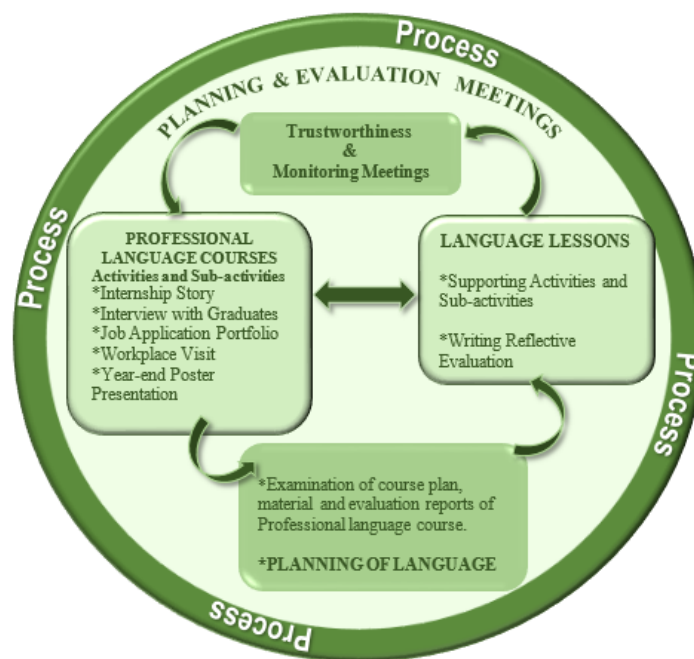 Process
PLANNING & EVALUATION MEETINGS
Trustworthiness
&
Monitoring Meetings
Process
PROFESSIONAL
LANGUAGE COURSES
Activities and Sub-activities
*Internship Story
*Interview with Graduates
*Job Application Portfolio
*Workplace Visit
*Year-end Poster
Presentation
LANGUAGE LESSONS
*Supporting Activities and
Sub-activities
*Writing Reflective
Evaluation
Process
*Examination of course plan,
material and evaluation reports of
Professional language course.
*PLANNING OF LANGUAGE
Process